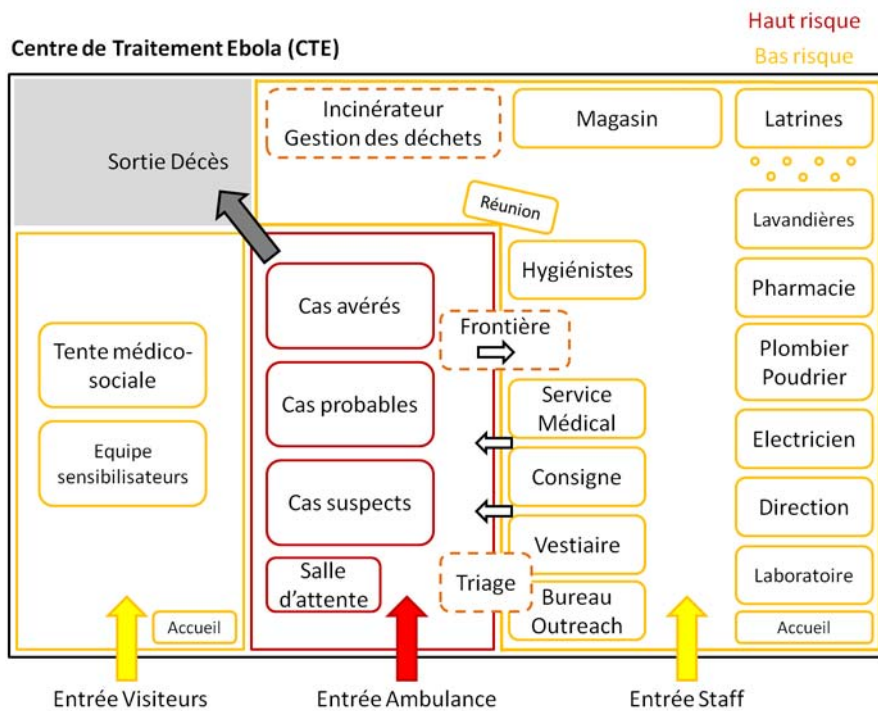 Haut risque
Centre de Traitement Ebola (CTE)
Bas risque
Incinérateur
Gestion des déchets
Magasin
Latrines
Sortie Décès
Réunion
Lavandières
Hygiénistes
Cas avérés
Pharmacie
Frontière
Tente médico-
sociale
Plombier
Poudrier
Cas probables
Service
Médical
Equipe
sensibilisateurs
Electricien
Consigne
Cas suspects
Direction
Vestiaire
Salle
d'attente
Triage
Laboratoire
Bureau
Outreach
Accueil
Accueil
Entrée Visiteurs
Entrée Ambulance
Entrée Staff